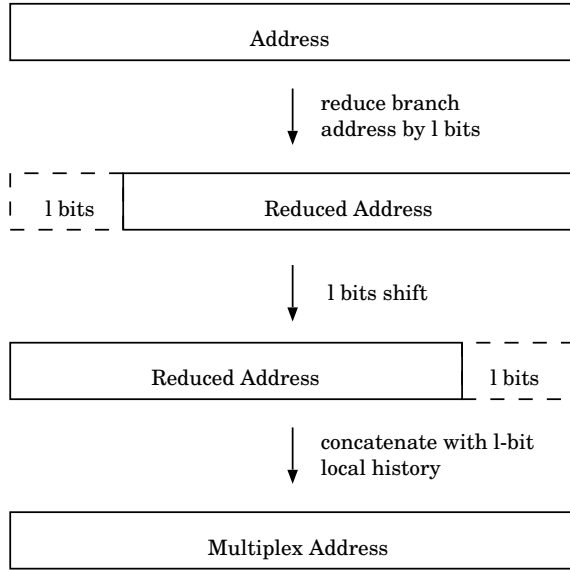 Address
reduce branch
address by l bits
l bits
Reduced Address
l bits shift
Reduced Address
l bits
concatenate with l-bit
local history
Multiplex Address